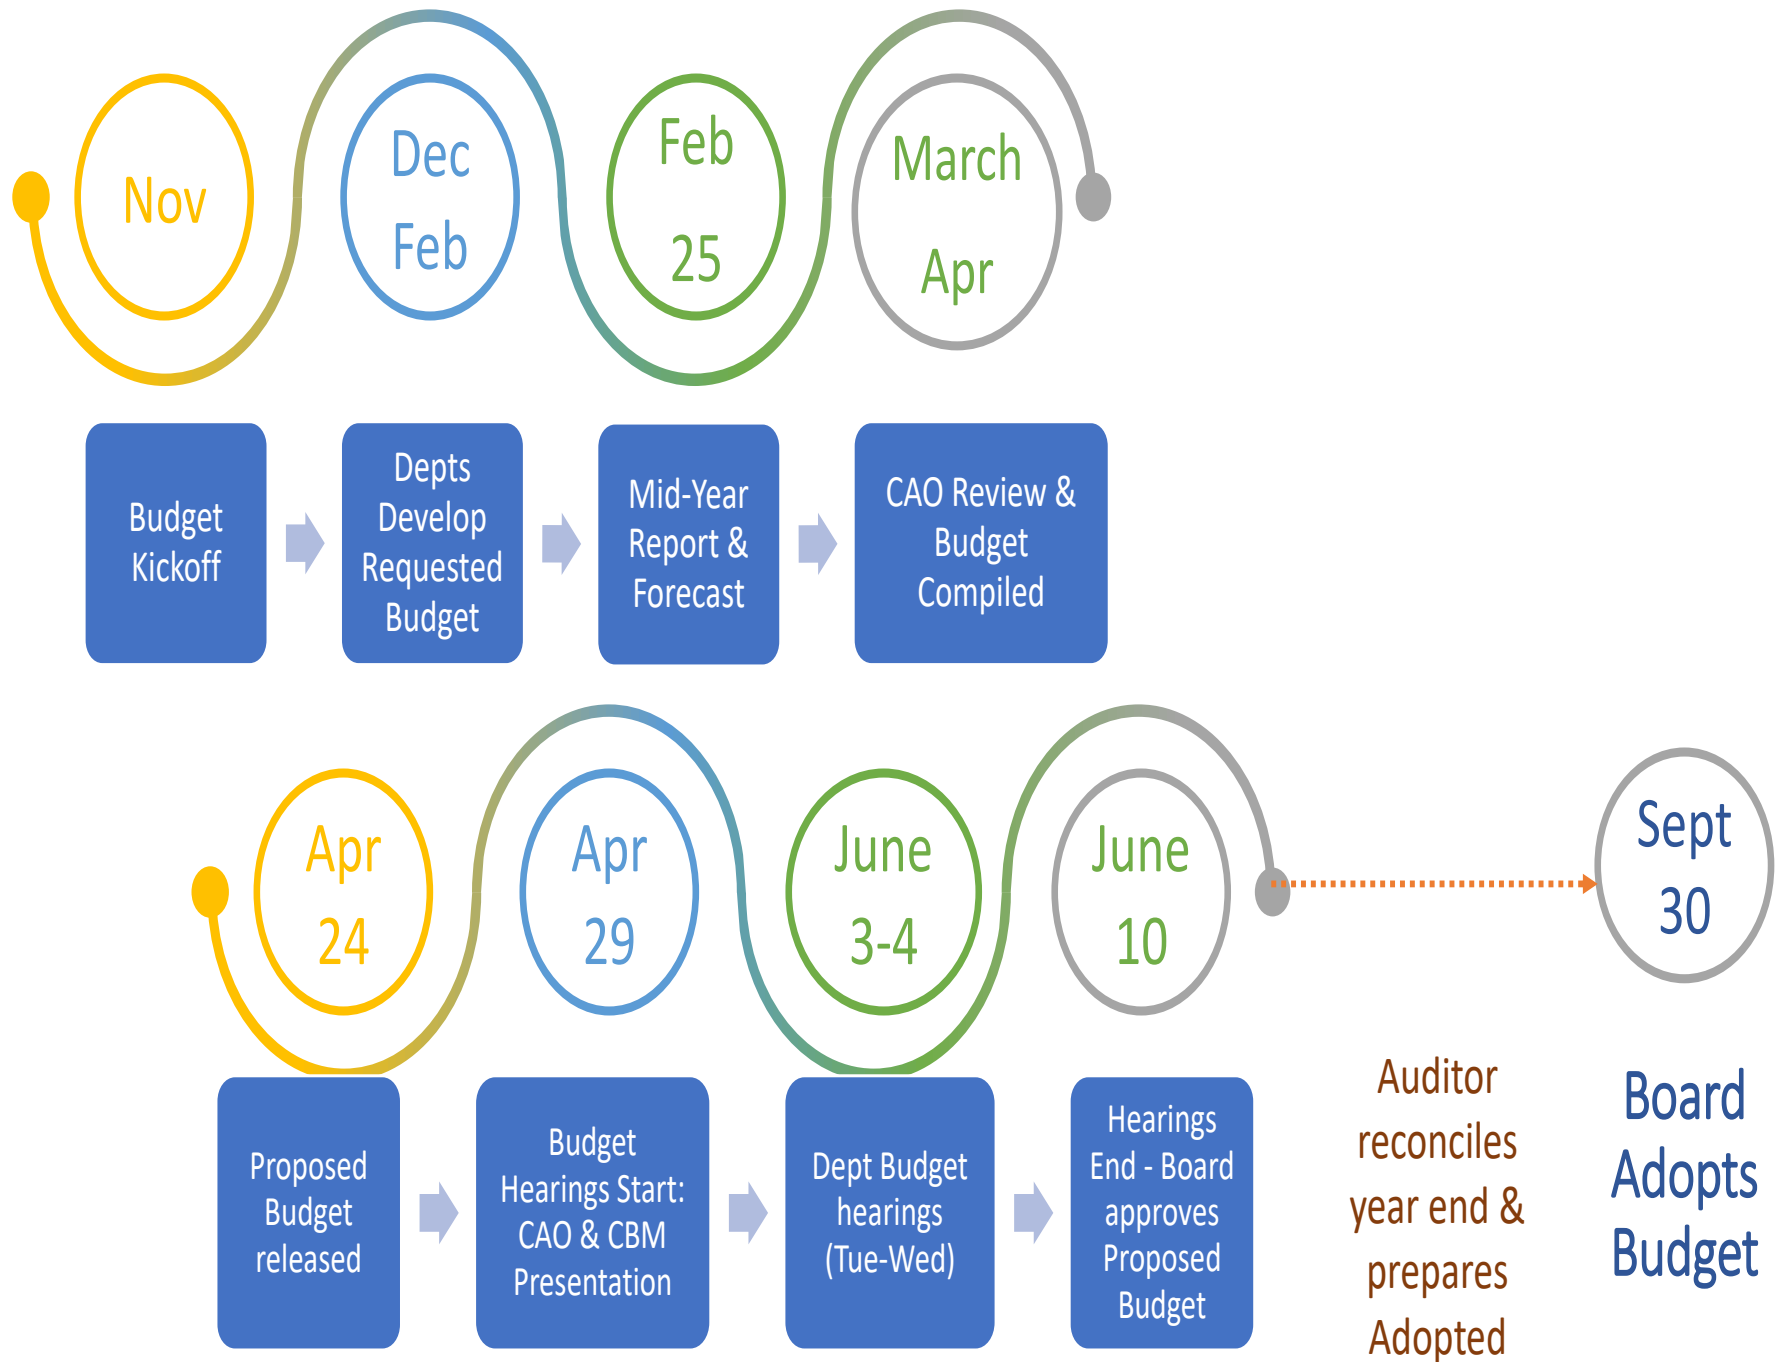 Nov
Dec
Feb
Feb
25
March
Apr
Budget
Kickoff
Depts
Develop
Requested
Budget
Mid-Year
Report &
Forecast
CAO Review &
Budget
Compiled
Apr
24
Apr
29
June
3-4
June
10
Sept
30
Proposed
Budget
released
Budget
Hearings Start:
CAO & CBM
Presentation
Dept Budget
hearings
(Tue-Wed)
Hearings
End - Board
approves
Proposed
Budget
Auditor
reconciles
year end &
prepares
Adopted
Board
Adopts
Budget